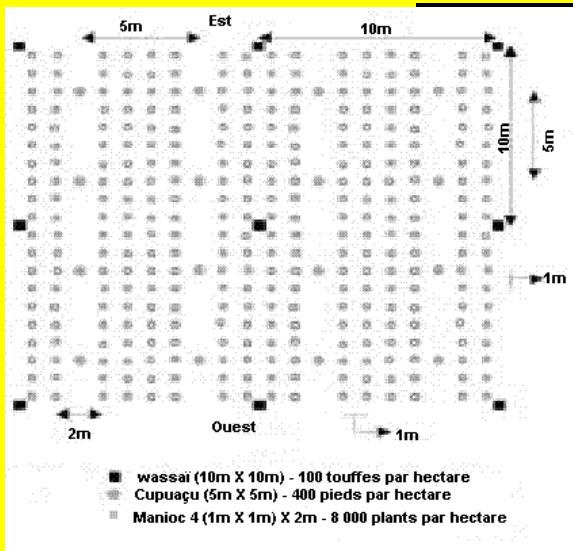 Est
5m
10m
10m
5m
1m
2m
Ouest
1m
wassaï (10m X 10m) - 100 touffes par hectare
Cupuaçu (5m X 5m) - 400 pieds par hectare
Manioc 4 (1m X 1m) X 2m - 8 000 plants par hectare